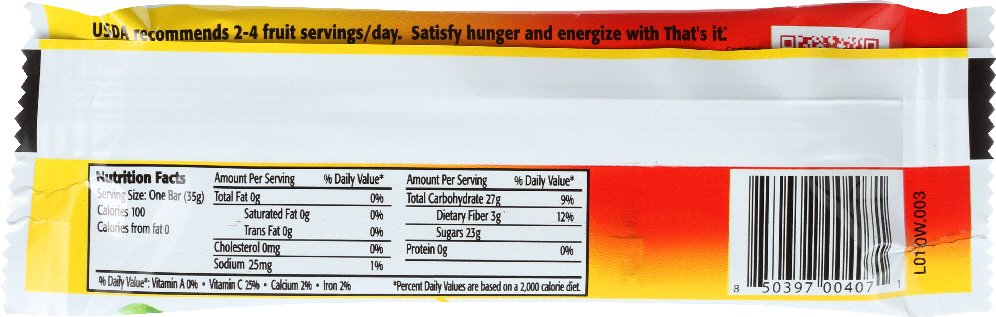 USDA recommends 2-4 fruit servings/day. Satisfy hunger and energize with That's it.™
Nutrition Facts
Serving Size: One Bar (35g)
Calories 100
Calories from fat 0
Amount Per Serving % Daily Value*
Total Fat 0g 0%
Saturated Fat 0g 0%
Trans Fat 0g 0%
Cholesterol 0mg 0%
Sodium 25mg 1%
Amount Per Serving % Daily Value*
Total Carbohydrate 27g 9%
Dietary Fiber 3g 12%
Sugars 23g
Protein 0g 0%
% Daily Value*: Vitamin A 0% • Vitamin C 25% • Calcium 2% • Iron 2%
*Percent Daily Values are based on a 2,000 calorie diet.
8 50397 00407 1
L010W.003